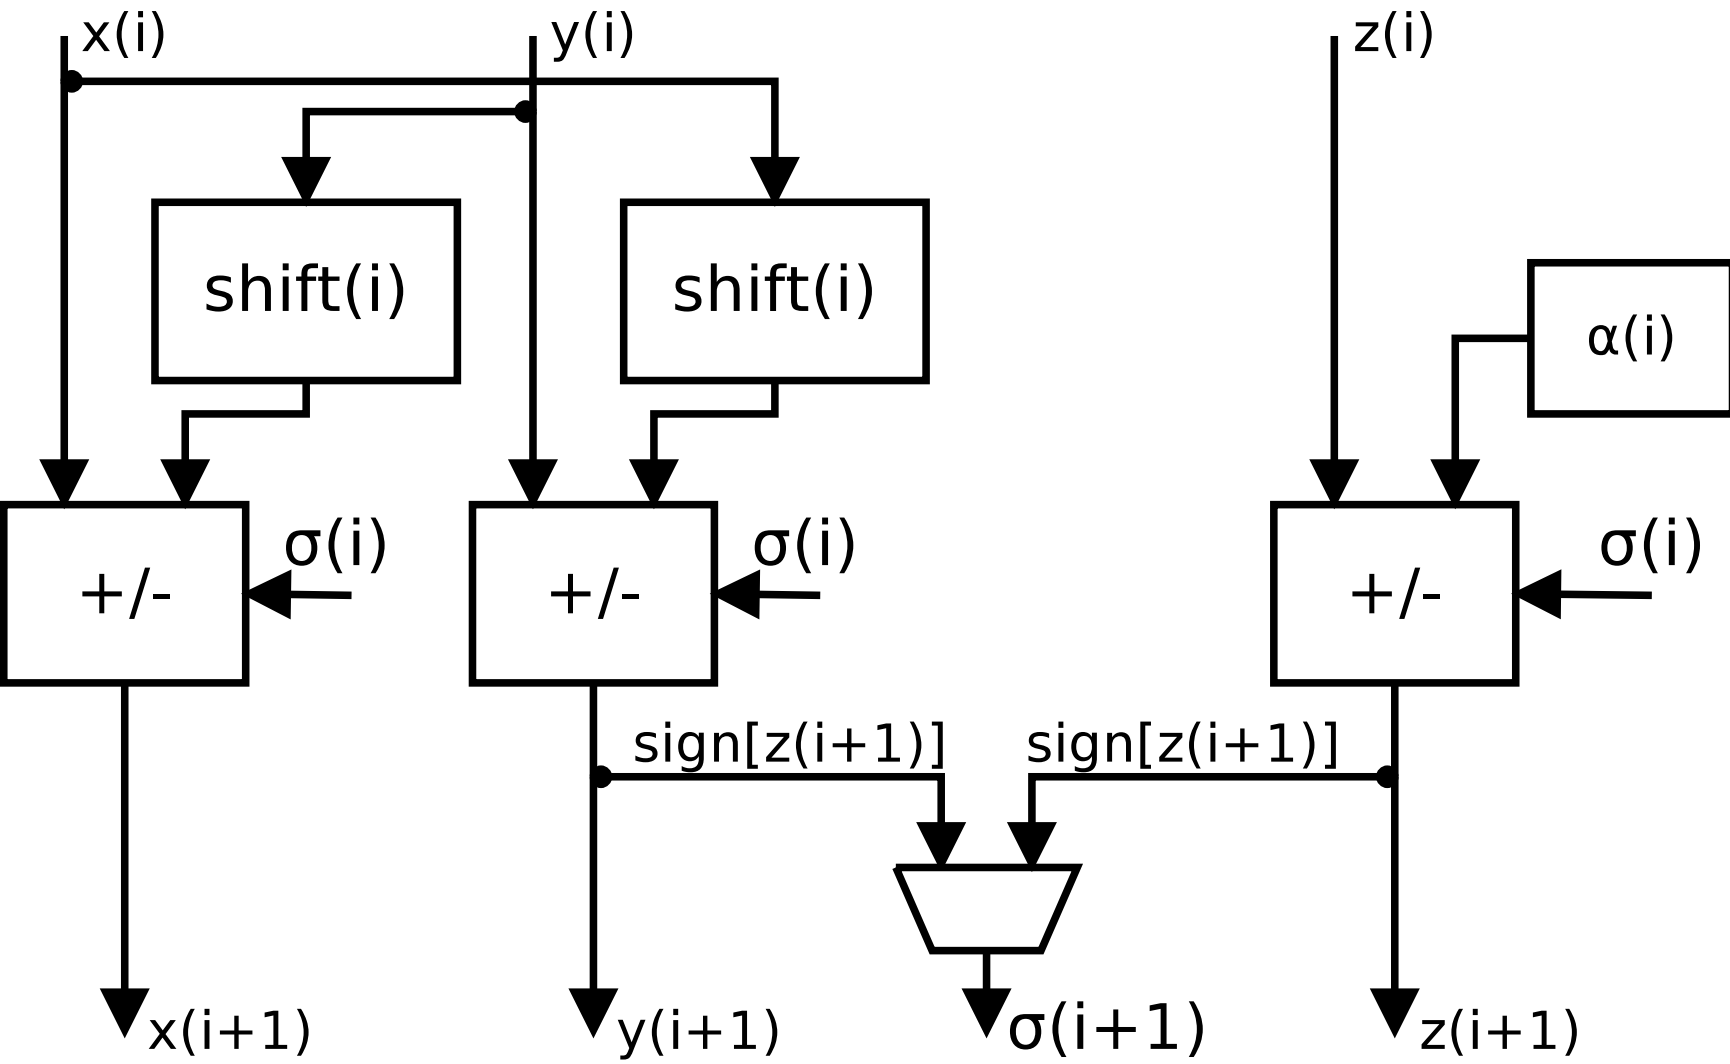 x(i)
y(i)
z(i)
shift(i)
shift(i)
α(i)
σ(i)
σ(i)
σ(i)
+/-
+/-
+/-
sign[z(i+1)]
sign[z(i+1)]
x(i+1)
y(i+1)
σ(i+1)
z(i+1)